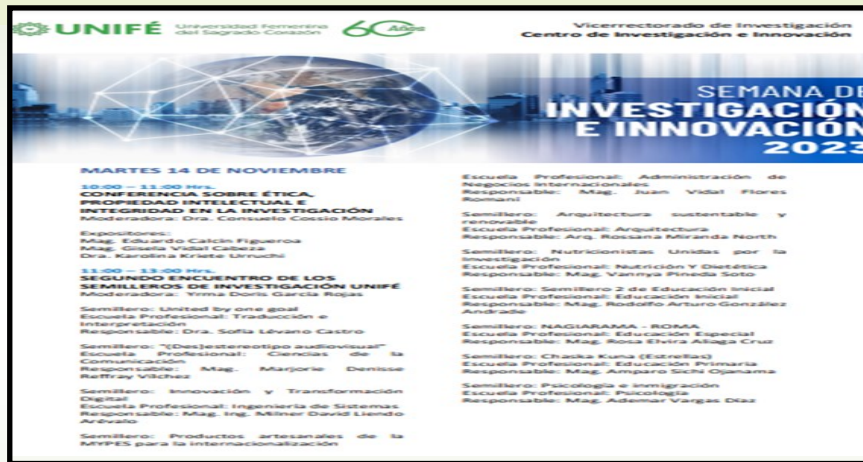 UNIFÉ
Universidad Femenina
del Sagrado Corazón
60 Años
Vicerrectorado de Investigación
Centro de Investigación e Innovación
SEMANA DE
INVESTIGACIÓN
E INNOVACIÓN
2023
MARTES 14 DE NOVIEMBRE
10:00 – 11:00 Hrs.
CONFERENCIA SOBRE ÉTICA,
PROPIEDAD INTELECTUAL E
INTEGRIDAD EN LA INVESTIGACIÓN
Moderadora: Dra. Consuelo Cossio Morales
Expositores:
Mag. Eduardo Calcín Figueroa
Mag. Gisella Vidal Cabeza
Dra. Karolina Kriete Urruchi
11:00 – 13:00 Hrs.
SEGUNDO ENCUENTRO DE LOS
SEMILLEROS DE INVESTIGACIÓN UNIFÉ
Moderadora: Yrma Doris García Rojas
Semillero: United by one goal
Escuela Profesional: Traducción e
Interpretación
Responsable: Dra. Sofía Lévano Castro
Semillero: "(Des)estereotipo audiovisual"
Escuela Profesional: Ciencias de la
Comunicación
Responsable: Mag. Marjorie Denisse
Reffray Vilchez
Semillero: Innovación y Transformación
Digital
Escuela Profesional: Ingeniería de Sistemas
Responsable: Mag. Ing. Milner David Liendo
Arévalo
Semillero: Productos artesanales de la
MYPES para la internacionalización
Escuela Profesional: Administración de
Negocios Internacionales
Responsable: Mag. Juan Vidal Flores
Romaní
Semillero: Arquitectura sustentable y
renovable
Escuela Profesional: Arquitectura
Responsable: Arq. Rossana Miranda North
Semillero: Nutricionistas Unidas por la
Investigación
Escuela Profesional: Nutrición Y Dietética
Responsable: Mag. Vannya Pineda Soto
Semillero: Semillero 2 de Educación Inicial
Escuela Profesional: Educación Inicial
Responsable: Mag. Rodolfo Arturo González
Andrade
Semillero: NAGIARAMA - ROMA
Escuela Profesional: Educación Especial
Responsable: Mag. Rosa Elvira Aliaga Cruz
Semillero: Chaska Kuna (Estrellas)
Escuela Profesional: Educación Primaria
Responsable: Mag. Amparo Sichi Ojanama
Semillero: Psicología e inmigración
Escuela Profesional: Psicología
Responsable: Mag. Ademar Vargas Díaz